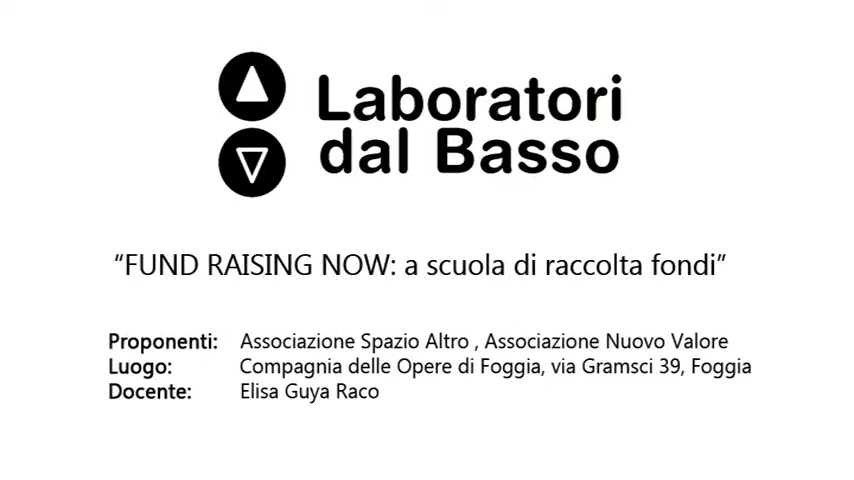 Laboratori
dal Basso
“FUND RAISING NOW: a scuola di raccolta fondi”
Proponenti: Associazione Spazio Altro , Associazione Nuovo Valore
Luogo: Compagnia delle Opere di Foggia, via Gramsci 39, Foggia
Docente: Elisa Guya Raco